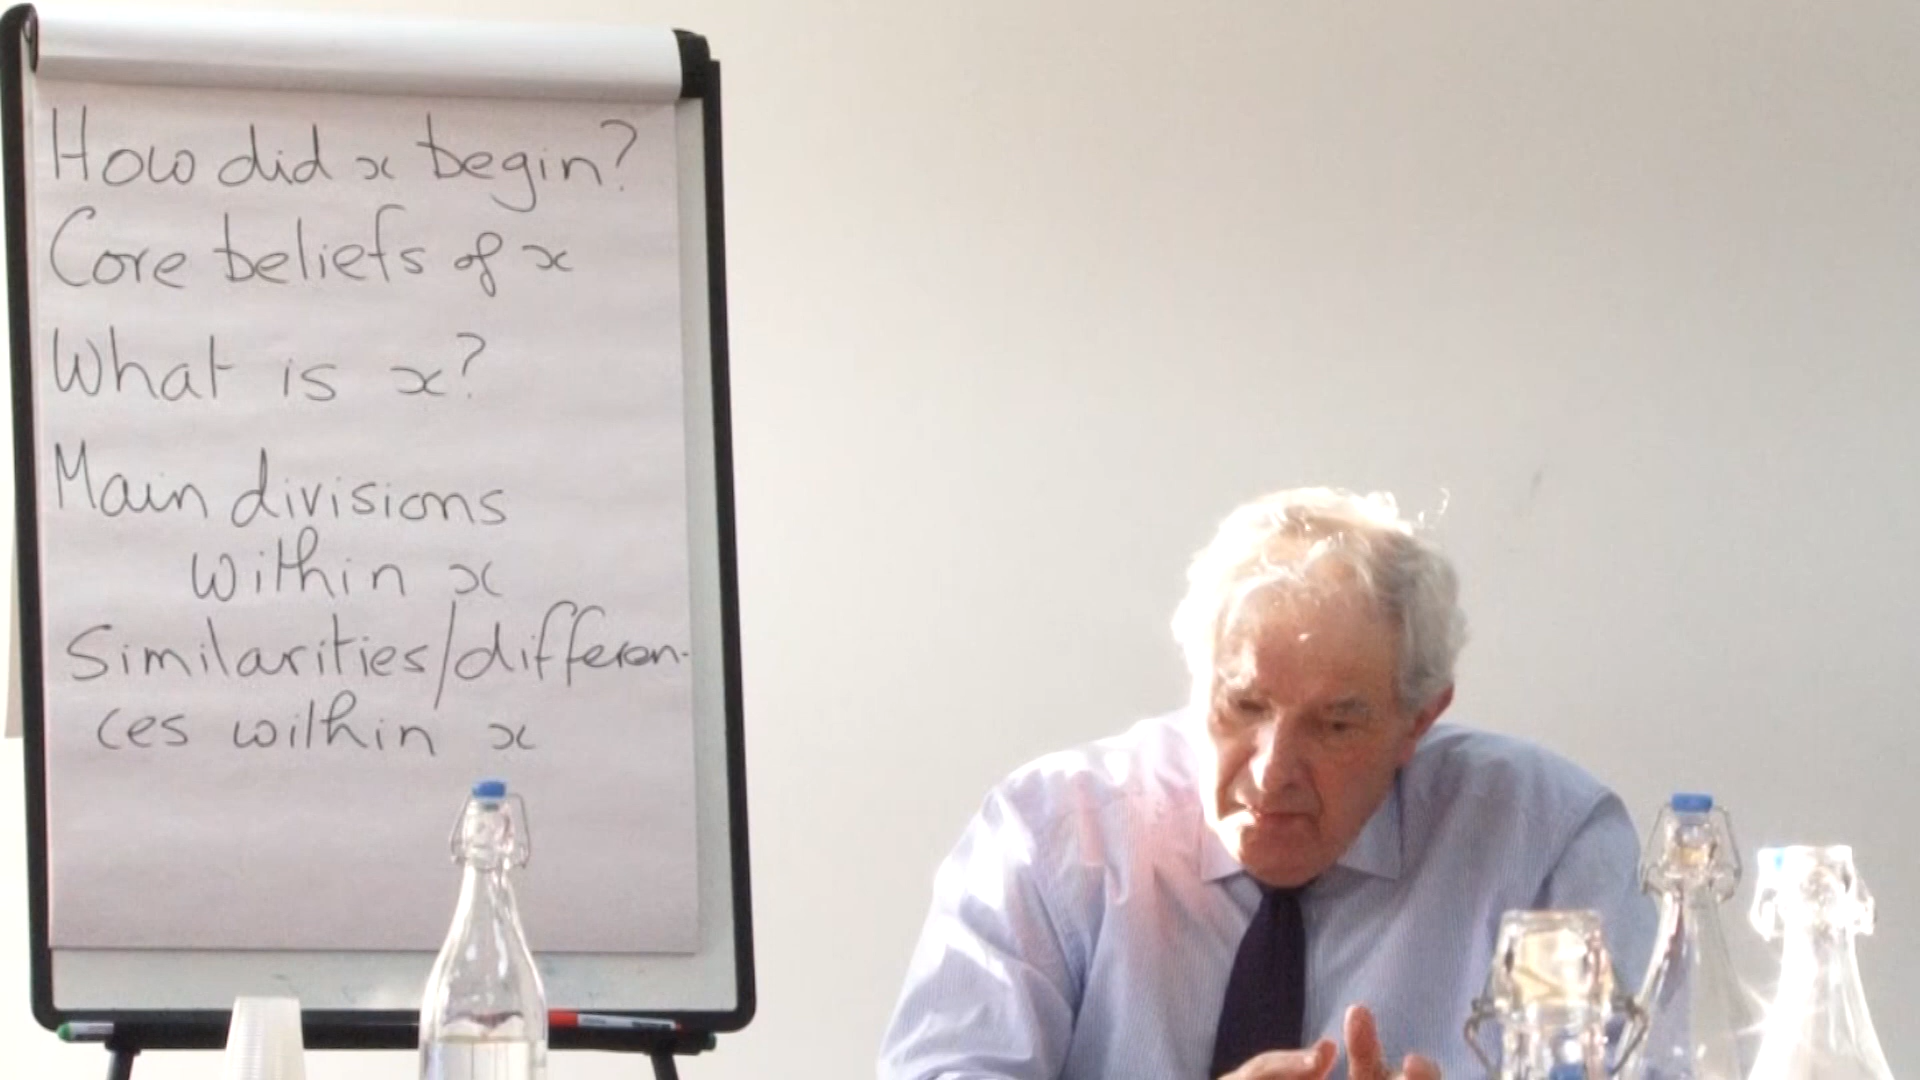 How did x begin?
Core beliefs of x
What is x?
Main divisions
within x
Similarities/differen-
ces within x